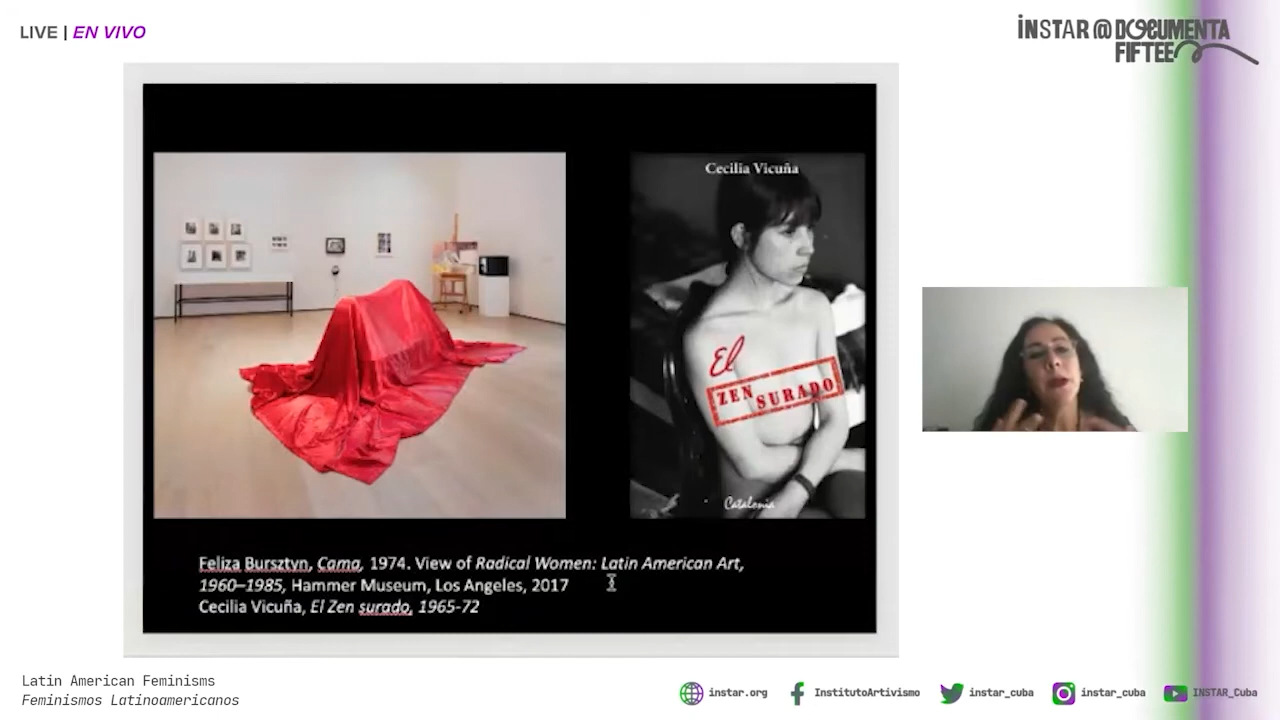 LIVE | EN VIVO
INSTAR @ DOCUMENTA
FIFTEEN
Cecilia Vicuña
El
ZEN SURADO
Catalonia
Feliza Bursztyn, Cama, 1974. View of Radical Women: Latin American Art,
1960–1985, Hammer Museum, Los Angeles, 2017
Cecilia Vicuña, El Zen surado, 1965-72
Latin American Feminisms
Feminismos Latinoamericanos
instar.org
InstitutoArtivismo
instar_cuba
instar_cuba
INSTAR_Cuba